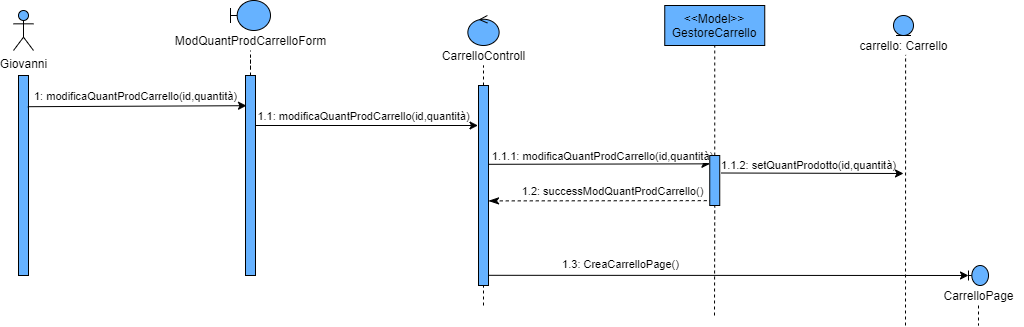 Giovanni
ModQuantProdCarrelloForm
CarrelloControll
<<Model>>
GestoreCarrello
carrello: Carrello
1: modificaQuantProdCarrello(id,quantità)
1.1: modificaQuantProdCarrello(id,quantità)
1.1.1: modificaQuantProdCarrello(id,quantità)
1.1.2: setQuantProdotto(id,quantità)
1.2: successModQuantProdCarrello()
1.3: CreaCarrelloPage()
CarrelloPage